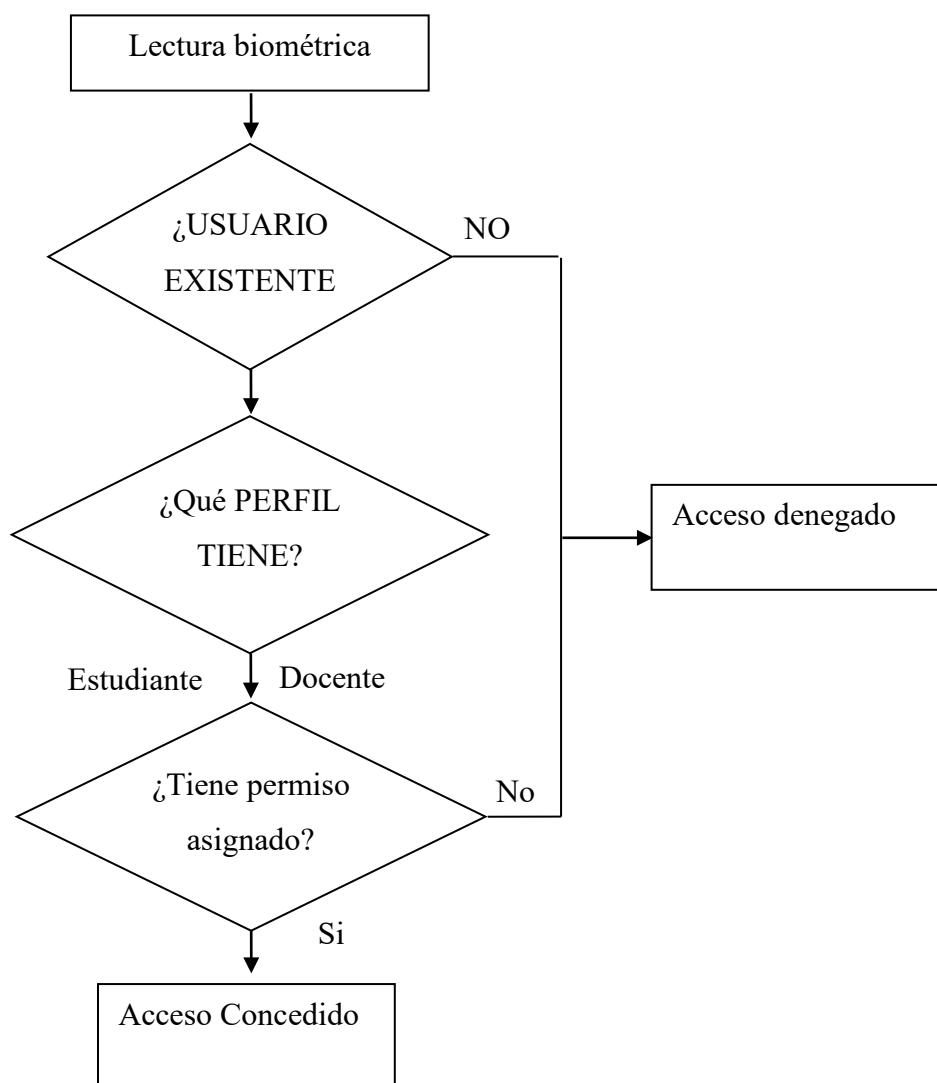 Lectura biométrica
¿USUARIO
EXISTENTE
NO
¿Qué PERFIL
TIENE?
Acceso denegado
Estudiante
Docente
¿Tiene permiso
asignado?
No
Si
Acceso Concedido